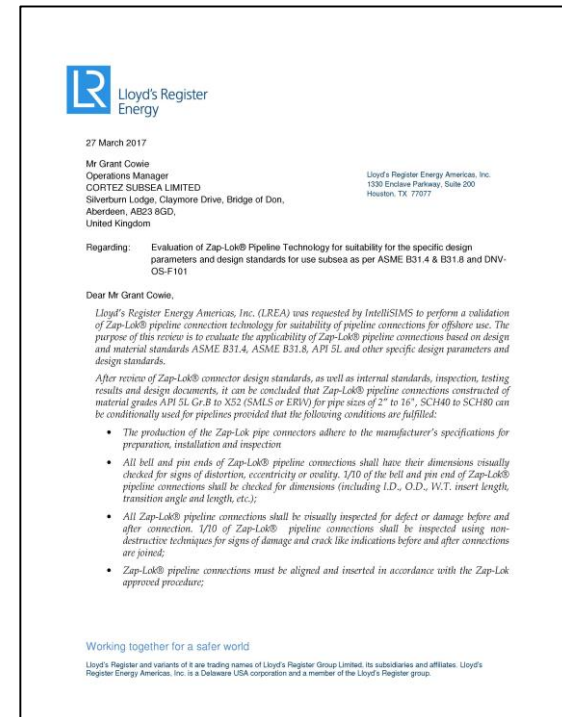 LR
Lloyd's Register
Energy
27 March 2017
Mr Grant Cowie
Operations Manager
CORTEZ SUBSEA LIMITED
Silverburn Lodge, Claymore Drive, Bridge of Don,
Aberdeen, AB23 8GD,
United Kingdom
Lloyd's Register Energy Americas, Inc.
1330 Enclave Parkway, Suite 200
Houston, TX 77077
Regarding: Evaluation of Zap-Lok® Pipeline Technology for suitability for the specific design
parameters and design standards for use subsea as per ASME B31.4 & B31.8 and DNV-
OS-F101
Dear Mr Grant Cowie,
Lloyd's Register Energy Americas, Inc. (LREA) was requested by IntelliSIMS to perform a validation
of Zap-Lok® pipeline connection technology for suitability of pipeline connections for offshore use. The
purpose of this review is to evaluate the applicability of Zap-Lok® pipeline connections based on design
and material standards ASME B31.4, ASME B31.8, API 5L and other specific design parameters and
design standards.
After review of Zap-Lok® connector design standards, as well as internal standards, inspection, testing
results and design documents, it can be concluded that Zap-Lok® pipeline connections constructed of
material grades API 5L Gr.B to X52 (SMLS or ERW) for pipe sizes of 2" to 16", SCH40 to SCH80 can
be conditionally used for pipelines provided that the following conditions are fulfilled:
• The production of the Zap-Lok pipe connectors adhere to the manufacturer's specifications for
preparation, installation and inspection
• All bell and pin ends of Zap-Lok® pipeline connections shall have their dimensions visually
checked for signs of distortion, eccentricity or ovality. 1/10 of the bell and pin end of Zap-Lok®
pipeline connections shall be checked for dimensions (including I.D., O.D., W.T. insert length,
transition angle and length, etc.);
• All Zap-Lok® pipeline connections shall be visually inspected for defect or damage before and
after connection. 1/10 of Zap-Lok® pipeline connections shall be inspected using non-
destructive techniques for signs of damage and crack like indications before and after connections
are joined;
• Zap-Lok® pipeline connections must be aligned and inserted in accordance with the Zap-Lok
approved procedure;
Working together for a safer world
Lloyd's Register and variants of it are trading names of Lloyd's Register Group Limited, its subsidiaries and affiliates. Lloyd's
Register Energy Americas, Inc. is a Delaware USA corporation and a member of the Lloyd's Register group.